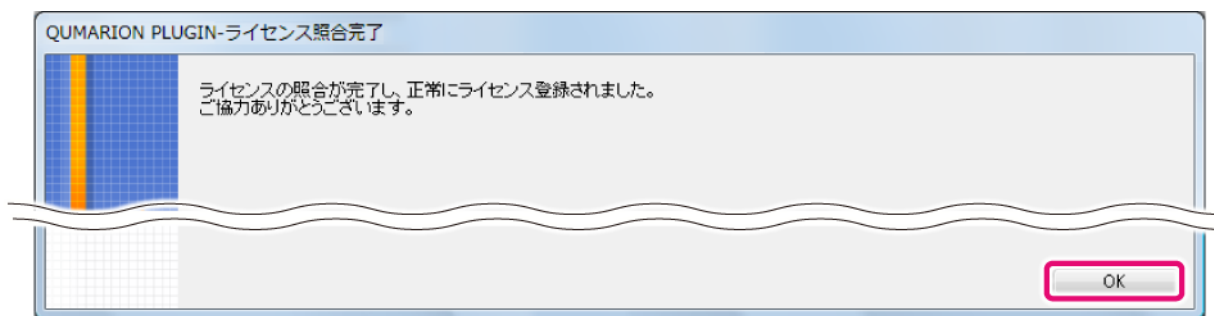 QUMARION PLUGIN-ライセンス照合完了
ライセンスの照合が完了し、正常にライセンス登録されました。
ご協力ありがとうございます。
OK